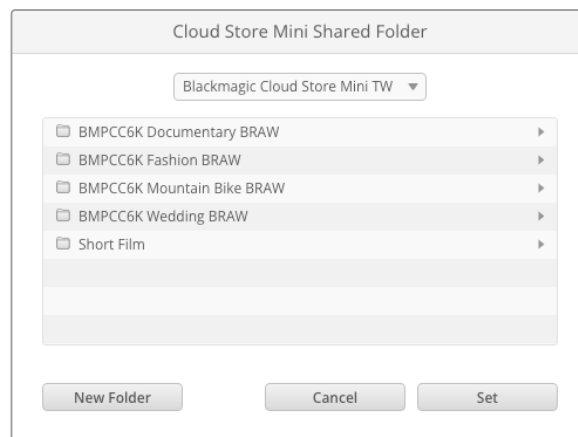 Cloud Store Mini Shared Folder
Blackmagic Cloud Store Mini TW
BMPCC6K Documentary BRAW
BMPCC6K Fashion BRAW
BMPCC6K Mountain Bike BRAW
BMPCC6K Wedding BRAW
Short Film
New Folder
Cancel
Set